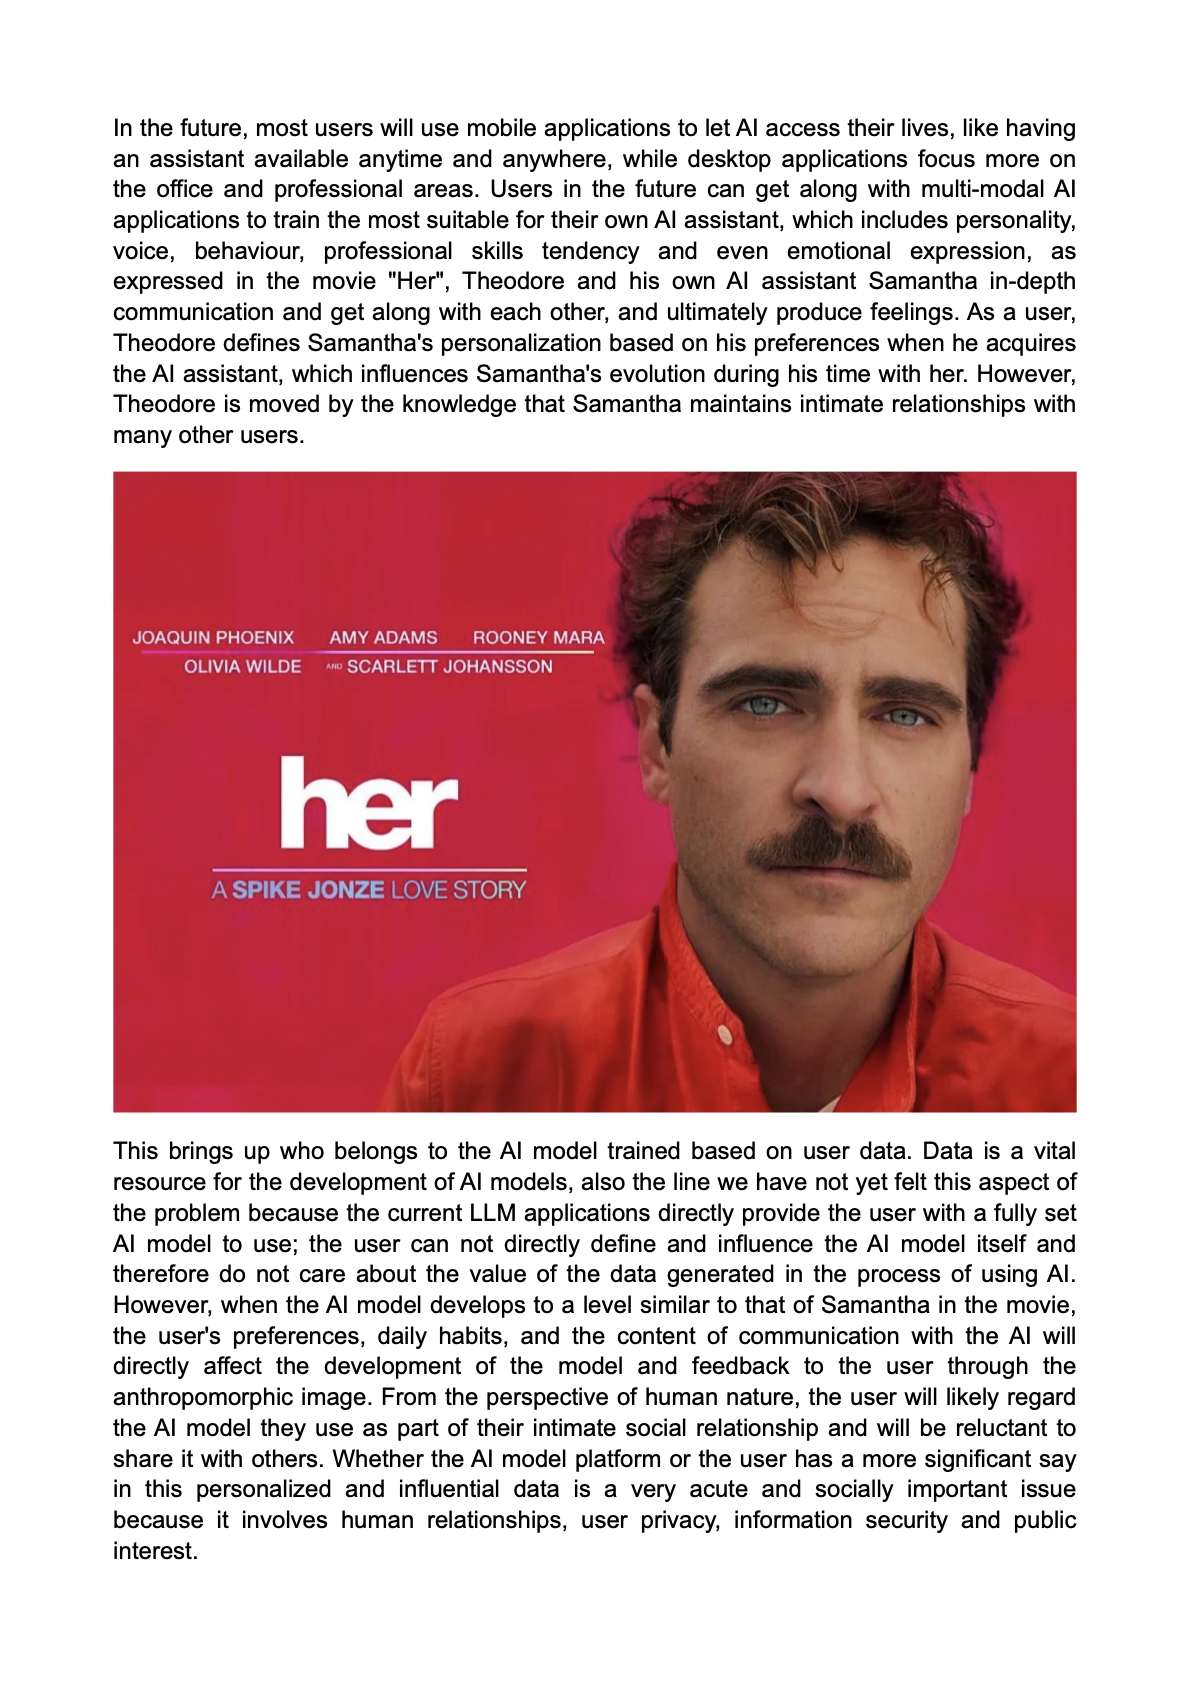 In the future, most users will use mobile applications to let AI access their lives, like having
an assistant available anytime and anywhere, while desktop applications focus more on
the office and professional areas. Users in the future can get along with multi-modal AI
applications to train the most suitable for their own AI assistant, which includes personality,
voice, behaviour, professional skills tendency and even emotional expression, as
expressed in the movie "Her", Theodore and his own AI assistant Samantha in-depth
communication and get along with each other, and ultimately produce feelings. As a user,
Theodore defines Samantha's personalization based on his preferences when he acquires
the AI assistant, which influences Samantha's evolution during his time with her. However,
Theodore is moved by the knowledge that Samantha maintains intimate relationships with
many other users.
JOAQUIN PHOENIX AMY ADAMS ROONEY MARA
OLIVIA WILDE AND SCARLETT JOHANSSON
her
A SPIKE JONZE LOVE STORY
This brings up who belongs to the AI model trained based on user data. Data is a vital
resource for the development of AI models, also the line we have not yet felt this aspect of
the problem because the current LLM applications directly provide the user with a fully set
AI model to use; the user can not directly define and influence the AI model itself and
therefore do not care about the value of the data generated in the process of using AI.
However, when the AI model develops to a level similar to that of Samantha in the movie,
the user's preferences, daily habits, and the content of communication with the AI will
directly affect the development of the model and feedback to the user through the
anthropomorphic image. From the perspective of human nature, the user will likely regard
the AI model they use as part of their intimate social relationship and will be reluctant to
share it with others. Whether the AI model platform or the user has a more significant say
in this personalized and influential data is a very acute and socially important issue
because it involves human relationships, user privacy, information security and public
interest.